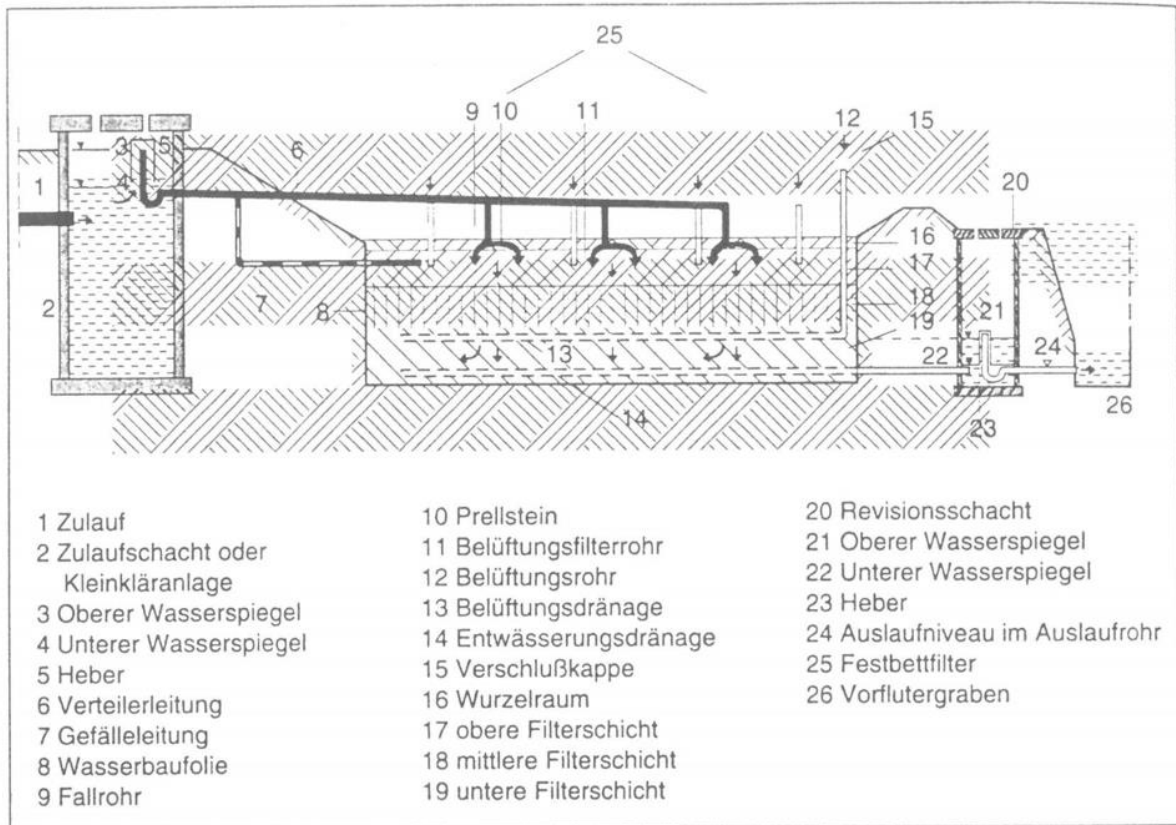 25
9 10 11 12 15
3 5 6
1 4 20
16
17
2 7 8 18
21
19
13 22 24
14 26
23
1 Zulauf
2 Zulaufschacht oder
Kleinkläranlage
3 Oberer Wasserspiegel
4 Unterer Wasserspiegel
5 Heber
6 Verteilerleitung
7 Gefälleleitung
8 Wasserbaufolie
9 Fallrohr
10 Prellstein
11 Belüftungsfilterrohr
12 Belüftungsrohr
13 Belüftungsdränage
14 Entwässerungsdränage
15 Verschlußkappe
16 Wurzelraum
17 obere Filterschicht
18 mittlere Filterschicht
19 untere Filterschicht
20 Revisionsschacht
21 Oberer Wasserspiegel
22 Unterer Wasserspiegel
23 Heber
24 Auslaufniveau im Auslaufrohr
25 Festbettfilter
26 Vorflutergraben